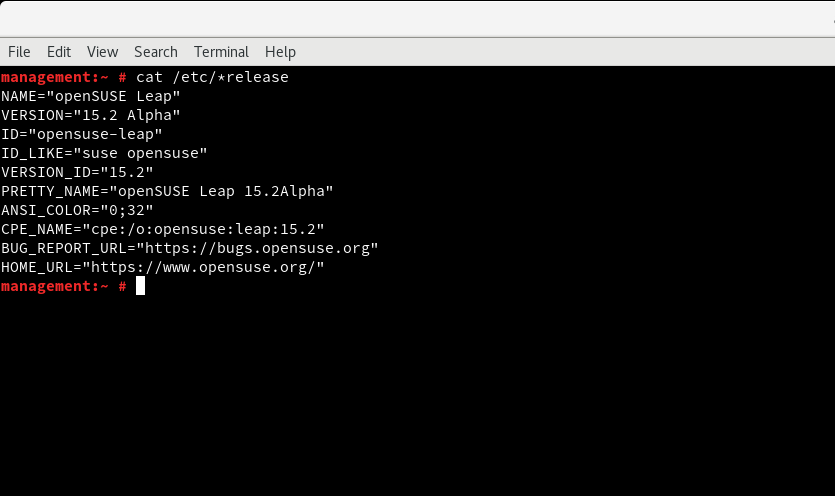 File Edit View Search Terminal Help
management:~ # cat /etc/*release
NAME="openSUSE Leap"
VERSION="15.2 Alpha"
ID="opensuse-leap"
ID_LIKE="suse opensuse"
VERSION_ID="15.2"
PRETTY_NAME="openSUSE Leap 15.2Alpha"
ANSI_COLOR="0;32"
CPE_NAME="cpe:/o:opensuse:leap:15.2"
BUG_REPORT_URL="https://bugs.opensuse.org"
HOME_URL="https://www.opensuse.org/"
management:~ #